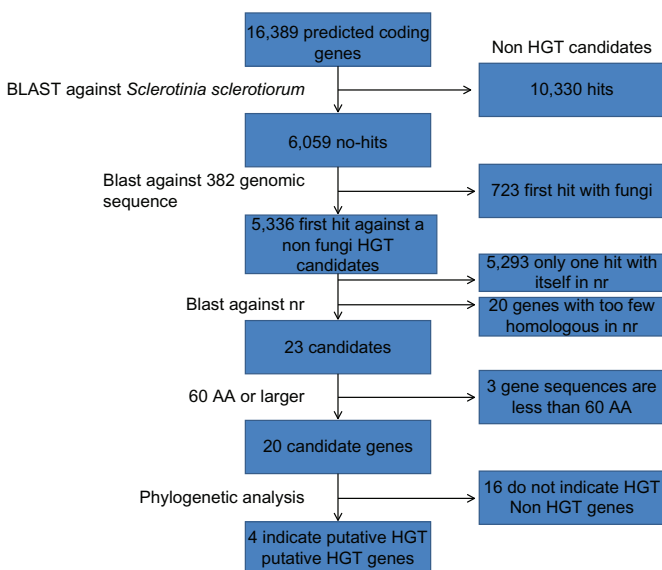 16,389 predicted coding
genes
Non HGT candidates
BLAST against Sclerotinia sclerotiorum
10,330 hits
6,059 no-hits
Blast against 382 genomic
sequence
723 first hit with fungi
5,336 first hit against a
non fungi HGT
candidates
5,293 only one hit with
itself in nr
Blast against nr
20 genes with too few
homologous in nr
23 candidates
60 AA or larger
3 gene sequences are
less than 60 AA
20 candidate genes
Phylogenetic analysis
16 do not indicate HGT
Non HGT genes
4 indicate putative HGT
putative HGT genes